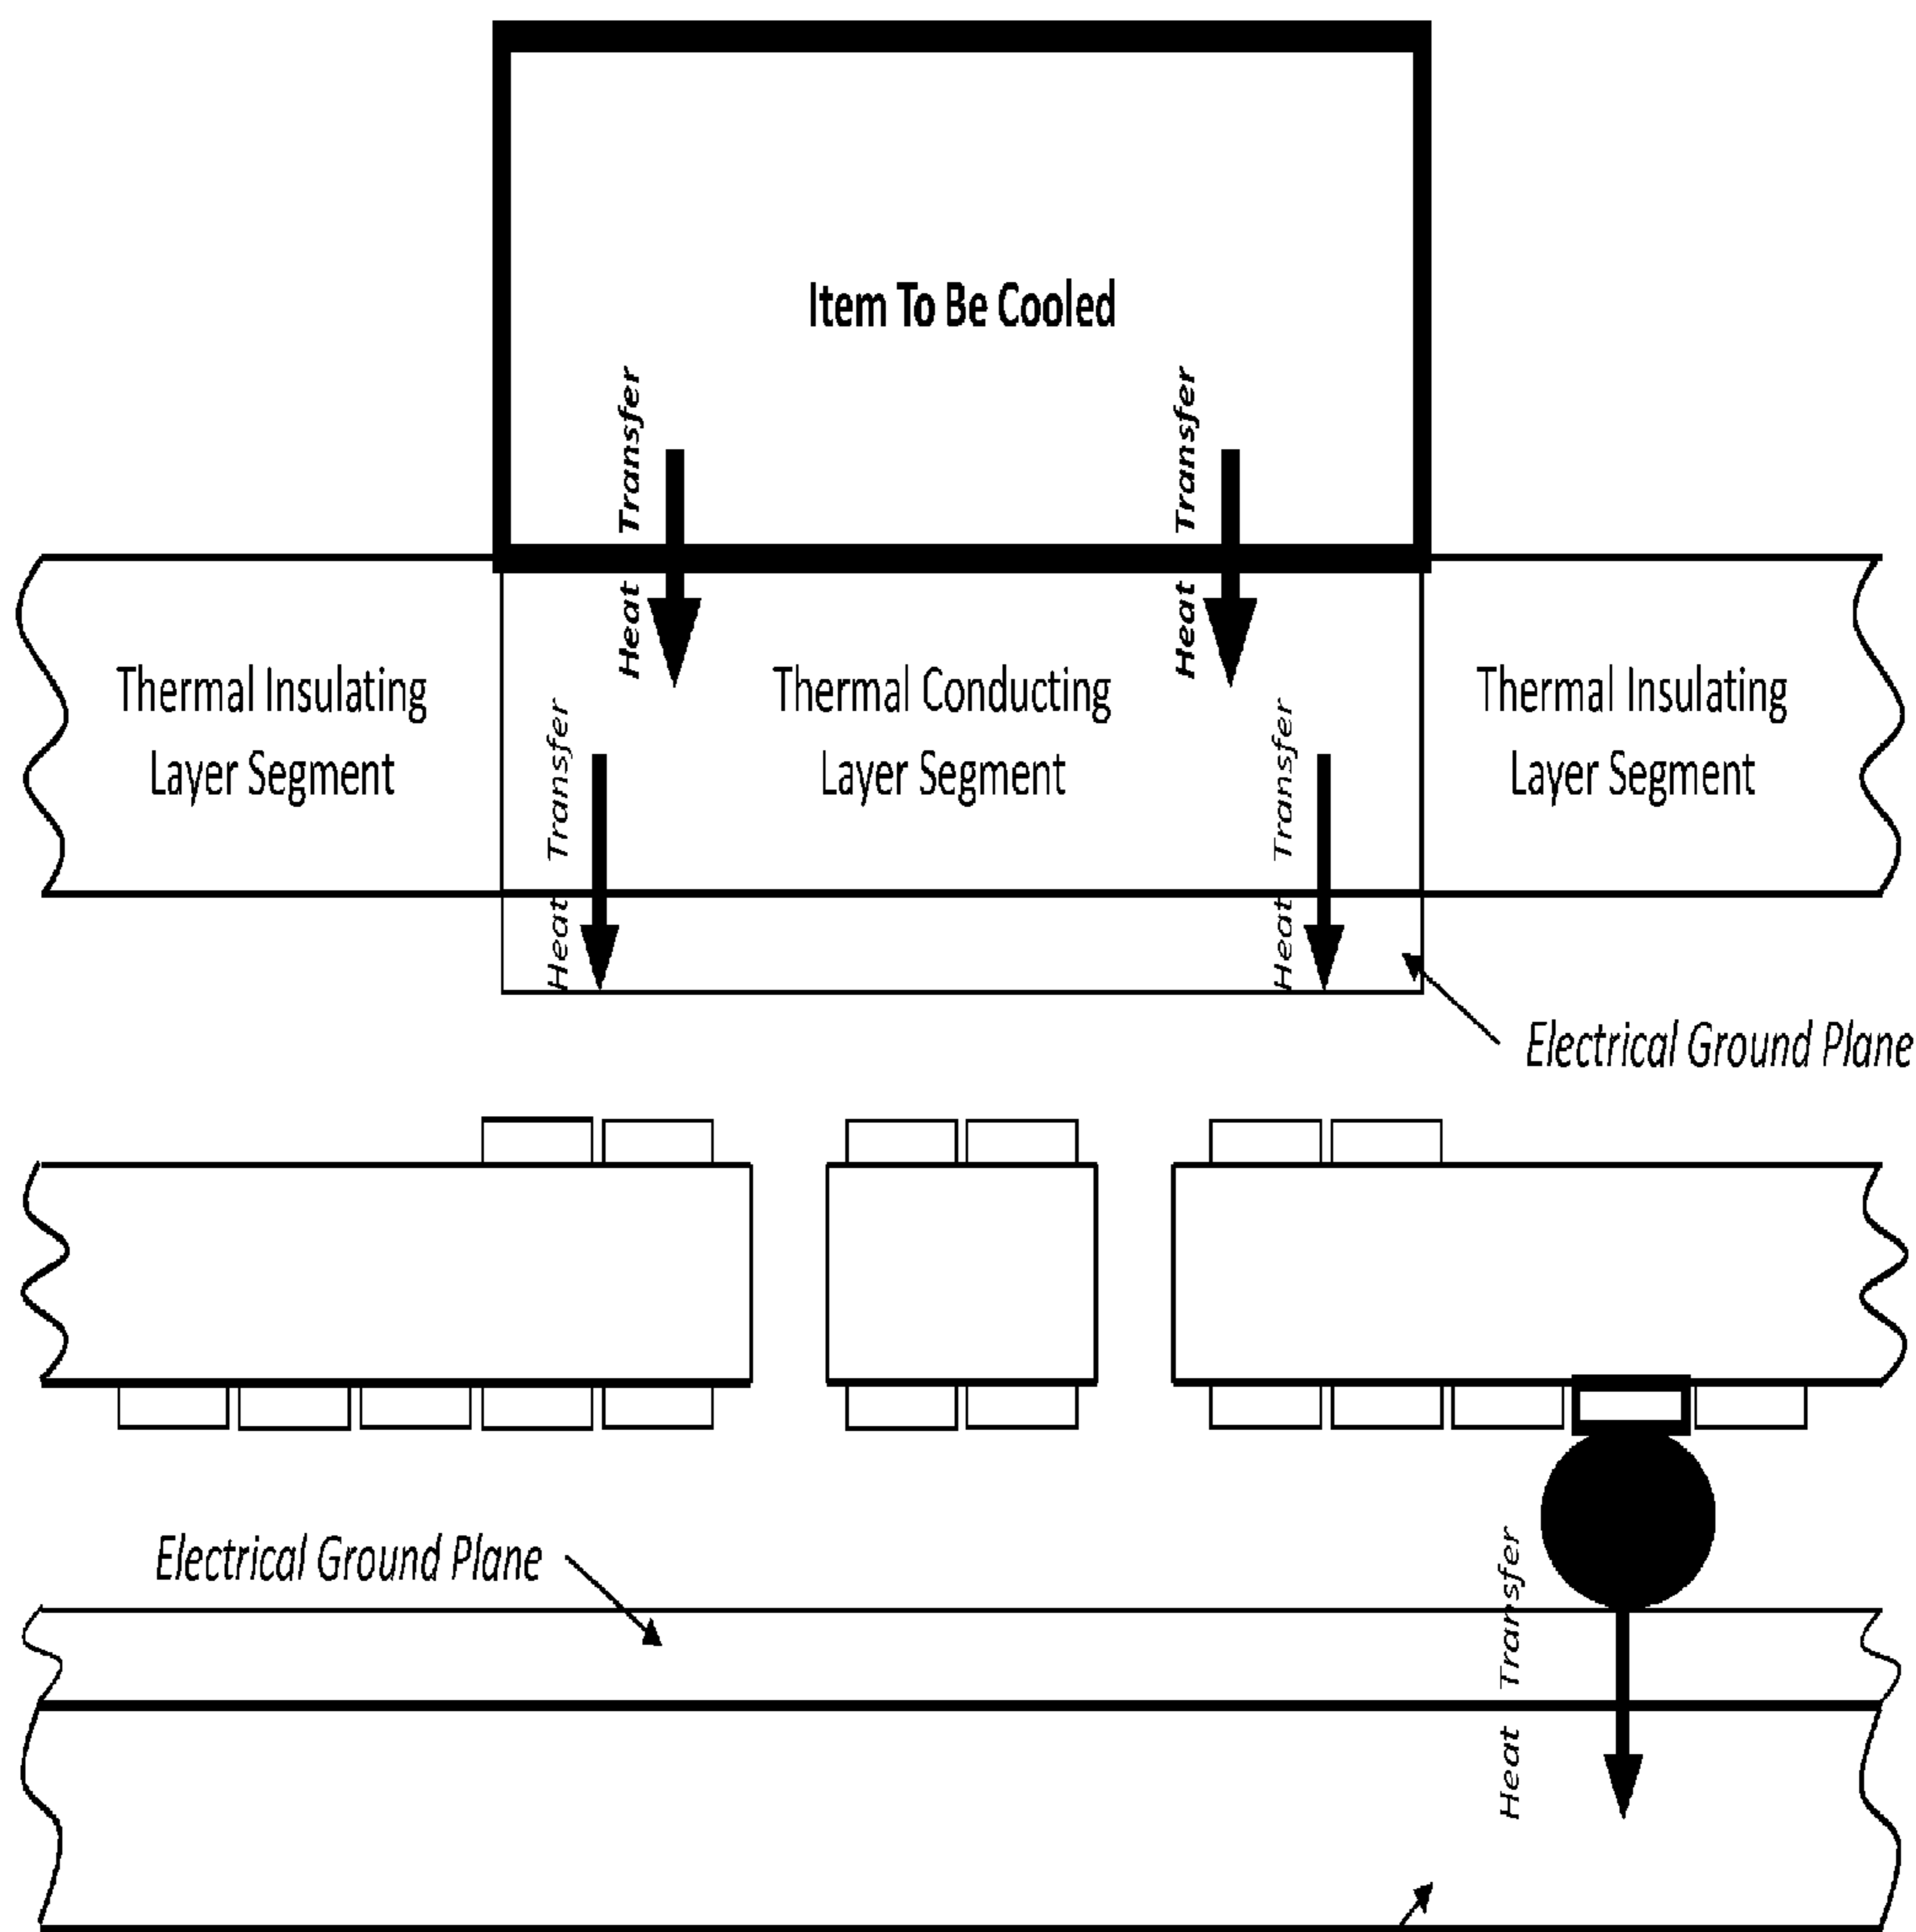 Item To Be Cooled
Heat Transfer
Heat Transfer
Thermal Insulating
Layer Segment
Thermal Conducting
Layer Segment
Thermal Insulating
Layer Segment
Heat Transfer
Heat Transfer
Electrical Ground Plane
Electrical Ground Plane
Heat Transfer